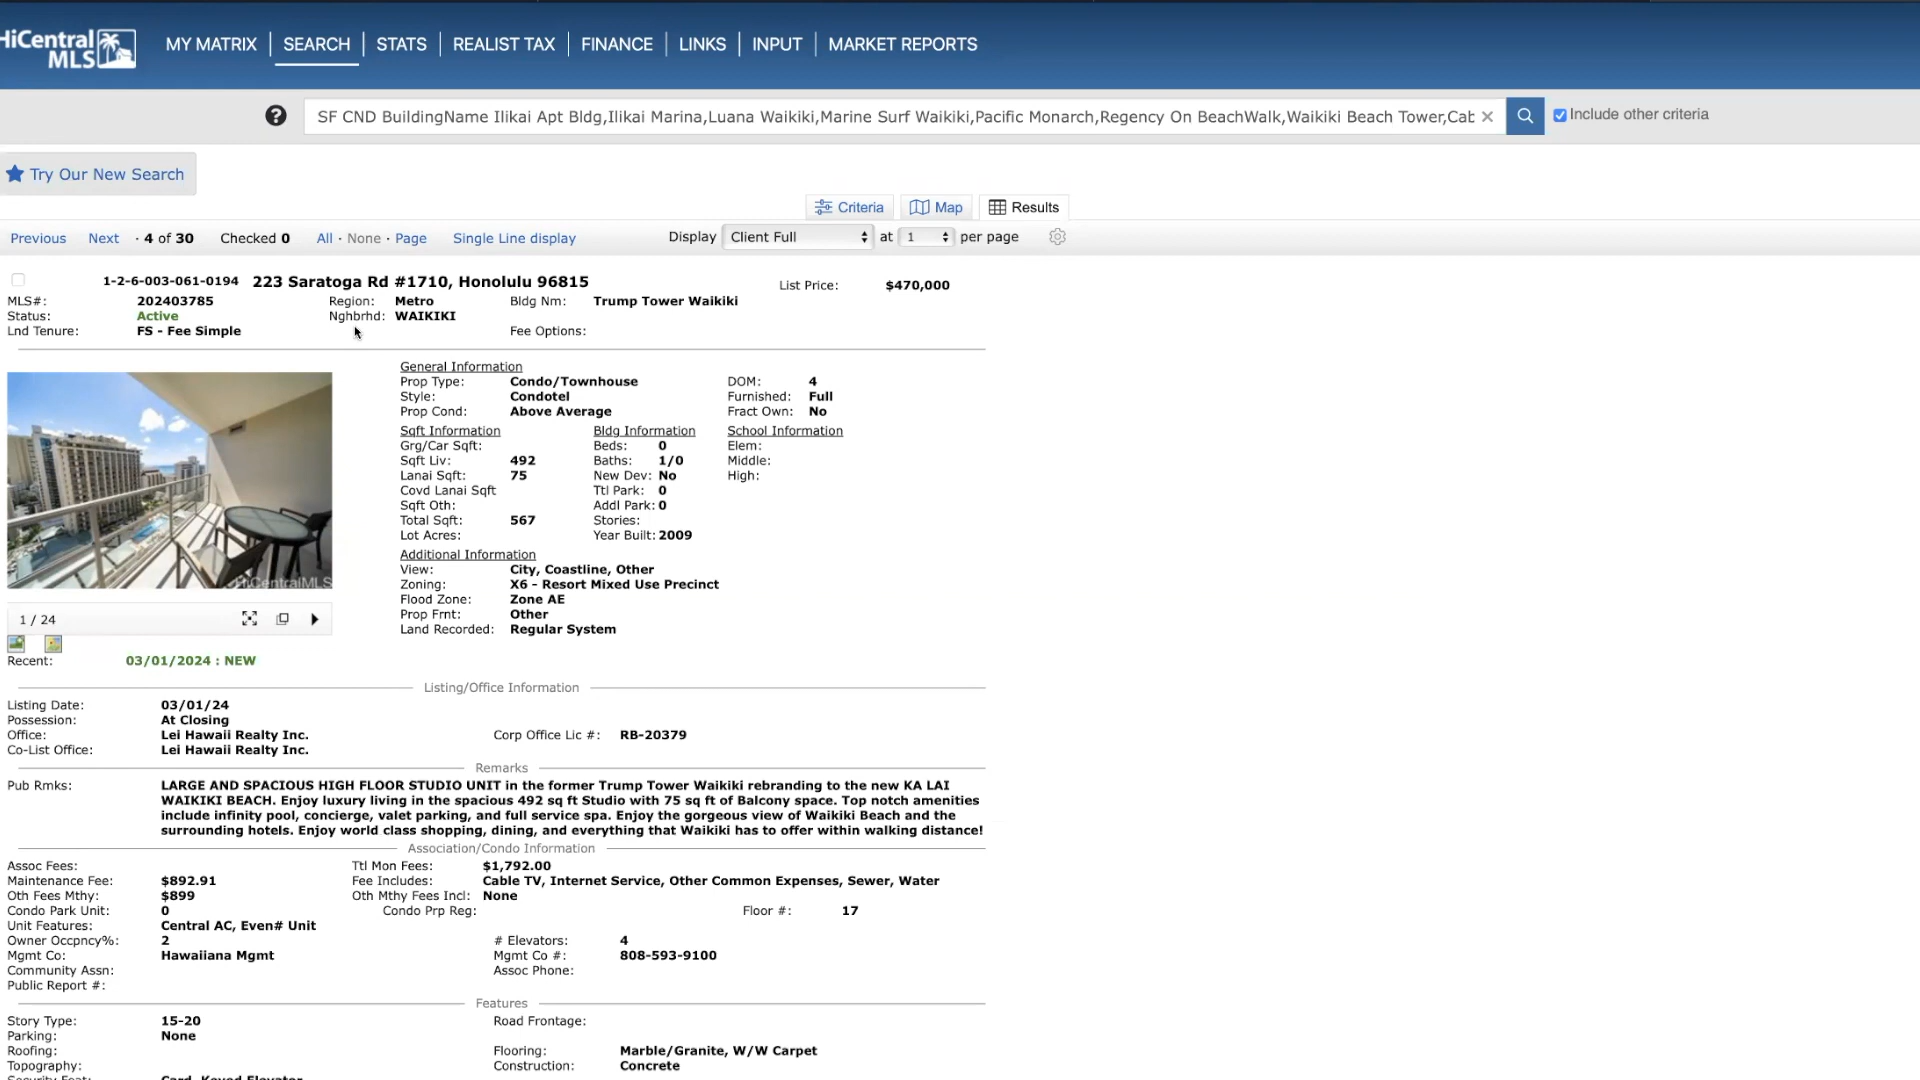 HiCentral
MLS
MY MATRIX
SEARCH
STATS
REALIST TAX
FINANCE
LINKS
INPUT
MARKET REPORTS
SF CND BuildingName Ilikai Apt Bldg,Ilikai Marina,Luana Waikiki,Marine Surf Waikiki,Pacific Monarch,Regency On BeachWalk,Waikiki Beach Tower,Cab
Include other criteria
Try Our New Search
Criteria
Map
Results
Previous Next · 4 of 30 Checked 0 All · None · Page Single Line display Display Client Full at 1 per page
1-2-6-003-061-0194 223 Saratoga Rd #1710, Honolulu 96815 List Price: $470,000
MLS#: 202403785 Region: Metro Bldg Nm: Trump Tower Waikiki
Status: Active Nghbrhd: WAIKIKI
Lnd Tenure: FS - Fee Simple Fee Options:
General Information
Prop Type: Condo/Townhouse DOM: 4
Style: Condotel Furnished: Full
Prop Cond: Above Average Fract Own: No
Sqft Information Bldg Information School Information
Grg/Car Sqft: Beds: 0 Elem:
Sqft Liv: 492 Baths: 1/0 Middle:
Lanai Sqft: 75 New Dev: No High:
Covd Lanai Sqft Ttl Park: 0
Sqft Oth: Addl Park: 0
Total Sqft: 567 Stories:
Lot Acres: Year Built: 2009
Additional Information
View: City, Coastline, Other
Zoning: X6 - Resort Mixed Use Precinct
Flood Zone: Zone AE
Prop Frnt: Other
Land Recorded: Regular System
HiCentralMLS
1 / 24
Recent: 03/01/2024 : NEW
Listing/Office Information
Listing Date: 03/01/24
Possession: At Closing
Office: Lei Hawaii Realty Inc. Corp Office Lic #: RB-20379
Co-List Office: Lei Hawaii Realty Inc.
Remarks
Pub Rmks: LARGE AND SPACIOUS HIGH FLOOR STUDIO UNIT in the former Trump Tower Waikiki rebranding to the new KA LAI
WAIKIKI BEACH. Enjoy luxury living in the spacious 492 sq ft Studio with 75 sq ft of Balcony space. Top notch amenities
include infinity pool, concierge, valet parking, and full service spa. Enjoy the gorgeous view of Waikiki Beach and the
surrounding hotels. Enjoy world class shopping, dining, and everything that Waikiki has to offer within walking distance!
Association/Condo Information
Assoc Fees: Ttl Mon Fees: $1,792.00
Maintenance Fee: $892.91 Fee Includes: Cable TV, Internet Service, Other Common Expenses, Sewer, Water
Oth Fees Mthy: $899 Oth Mthy Fees Incl: None
Condo Park Unit: 0 Condo Prp Reg: Floor #: 17
Unit Features: Central AC, Even# Unit
Owner Occpncy%: 2 # Elevators: 4
Mgmt Co: Hawaiiana Mgmt Mgmt Co #: 808-593-9100
Community Assn: Assoc Phone:
Public Report #:
Features
Story Type: 15-20 Road Frontage:
Parking: None
Roofing: Flooring: Marble/Granite, W/W Carpet
Topography: Construction: Concrete
Security Feat: Card, Keyed Elevator